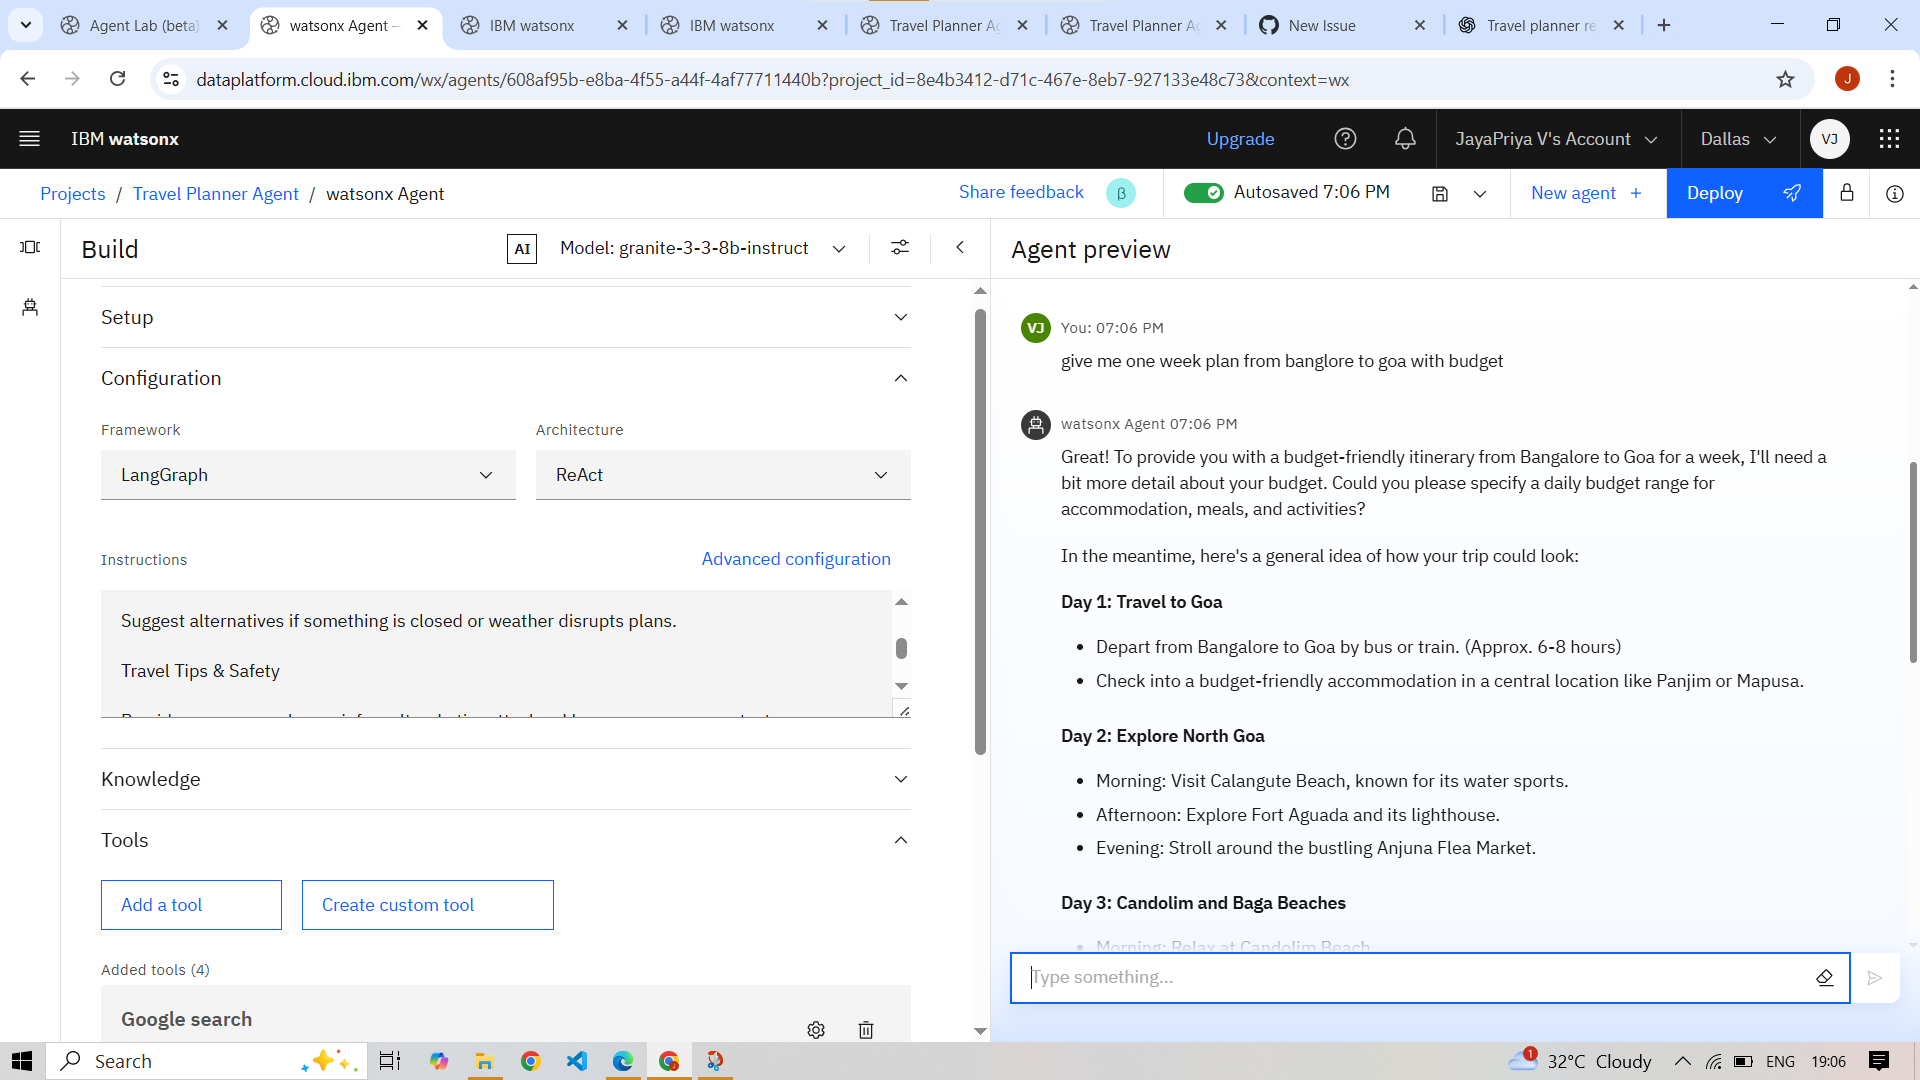 Agent Lab (beta)
watsonx Agent –
IBM watsonx
IBM watsonx
Travel Planner Ag
Travel Planner Ag
New Issue
Travel planner re
dataplatform.cloud.ibm.com/wx/agents/608af95b-e8ba-4f55-a44f-4af77711440b?project_id=8e4b3412-d71c-467e-8eb7-927133e48c73&context=wx
J
IBM watsonx
Upgrade
JayaPriya V's Account
Dallas
VJ
Projects / Travel Planner Agent / watsonx Agent
Share feedback
β
Autosaved 7:06 PM
New agent +
Deploy
Build
AI
Model: granite-3-3-8b-instruct
Setup
Configuration
Framework
Architecture
LangGraph
ReAct
Instructions
Advanced configuration
Suggest alternatives if something is closed or weather disrupts plans.
Travel Tips & Safety
Knowledge
Tools
Add a tool
Create custom tool
Added tools (4)
Google search
Agent preview
VJ
You: 07:06 PM
give me one week plan from banglore to goa with budget
watsonx Agent 07:06 PM
Great! To provide you with a budget-friendly itinerary from Bangalore to Goa for a week, I'll need a
bit more detail about your budget. Could you please specify a daily budget range for
accommodation, meals, and activities?
In the meantime, here's a general idea of how your trip could look:
Day 1: Travel to Goa
• Depart from Bangalore to Goa by bus or train. (Approx. 6-8 hours)
• Check into a budget-friendly accommodation in a central location like Panjim or Mapusa.
Day 2: Explore North Goa
• Morning: Visit Calangute Beach, known for its water sports.
• Afternoon: Explore Fort Aguada and its lighthouse.
• Evening: Stroll around the bustling Anjuna Flea Market.
Day 3: Candolim and Baga Beaches
• Morning: Relax at Candolim Beach
Type something...
Search
1
32°C Cloudy
ENG
19:06